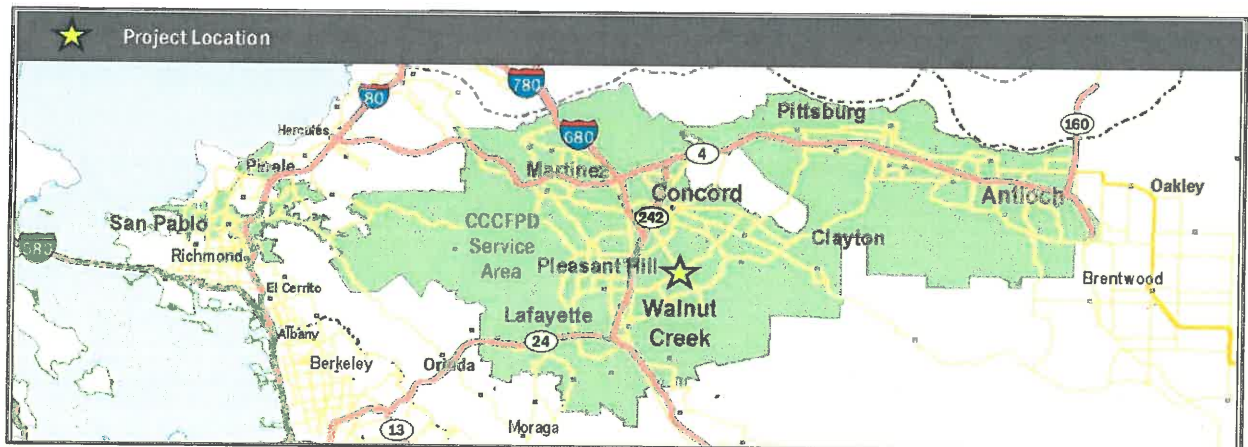 Project Location
780
80
Hercules
680
Pittsburg
160
4
Pinole
Martinez
Concord
Antioch
Oakley
San Pablo
242
CCCFPD
Service
Area
Clayton
Richmond
580
Pleasant Hill
Brentwood
El Cerrito
Walnut
Creek
Lafayette
Albany
24
Berkeley
Orinda
Moraga
13